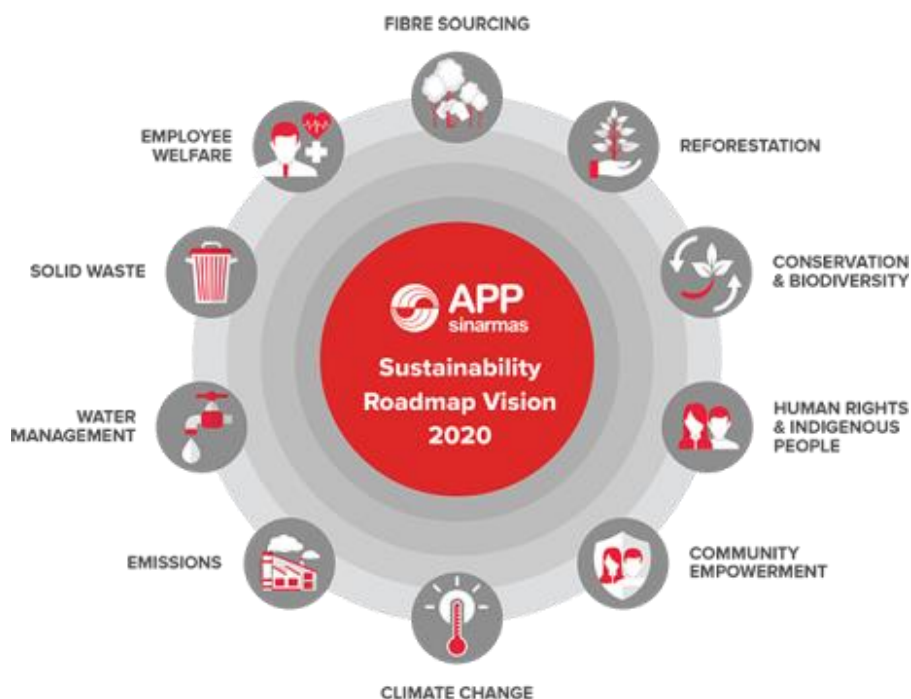 FIBRE SOURCING
REFORESTATION
CONSERVATION
& BIODIVERSITY
HUMAN RIGHTS
& INDIGENOUS
PEOPLE
COMMUNITY
EMPOWERMENT
CLIMATE CHANGE
EMISSIONS
WATER
MANAGEMENT
SOLID WASTE
EMPLOYEE
WELFARE
APP
sinarmas
Sustainability
Roadmap Vision
2020